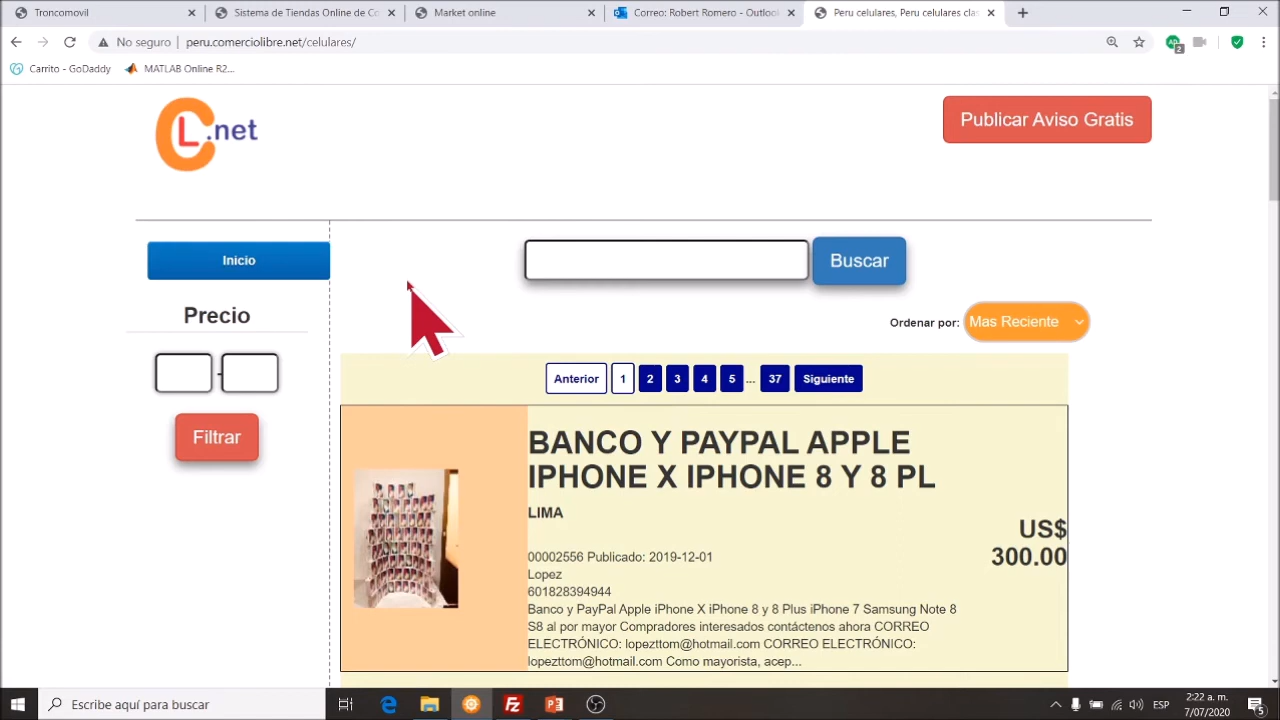 Troncomovil
Sistema de Tiendas Online de Co
Market online
Correo: Robert Romero - Outlook
Peru celulares, Peru celulares cla
No seguro
peru.comerciolibre.net/celulares/
2
Carrito - GoDaddy
MATLAB Online R2...
CL.net
Publicar Aviso Gratis
Inicio
Buscar
Precio
Ordenar por:
Mas Reciente
-
Anterior 1 2 3 4 5 ... 37 Siguiente
Filtrar
BANCO Y PAYPAL APPLE
IPHONE X IPHONE 8 Y 8 PL
LIMA
US$
300.00
00002556 Publicado: 2019-12-01
Lopez
601828394944
Banco y PayPal Apple iPhone X iPhone 8 y 8 Plus iPhone 7 Samsung Note 8
S8 al por mayor Compradores interesados contáctenos ahora CORREO
ELECTRÓNICO: lopezttom@hotmail.com CORREO ELECTRÓNICO:
lopezttom@hotmail.com Como mayorista, acep...
Escribe aquí para buscar
ESP
2:22 a. m.
7/07/2020
5